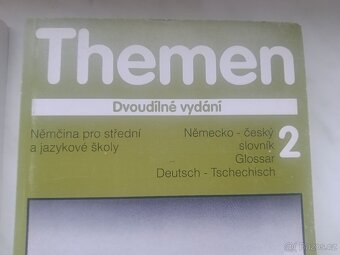 Themen
Dvoudílné vydání
Němčina pro střední
a jazykové školy
Německo - český
slovník
Glossar
Deutsch - Tschechisch
2